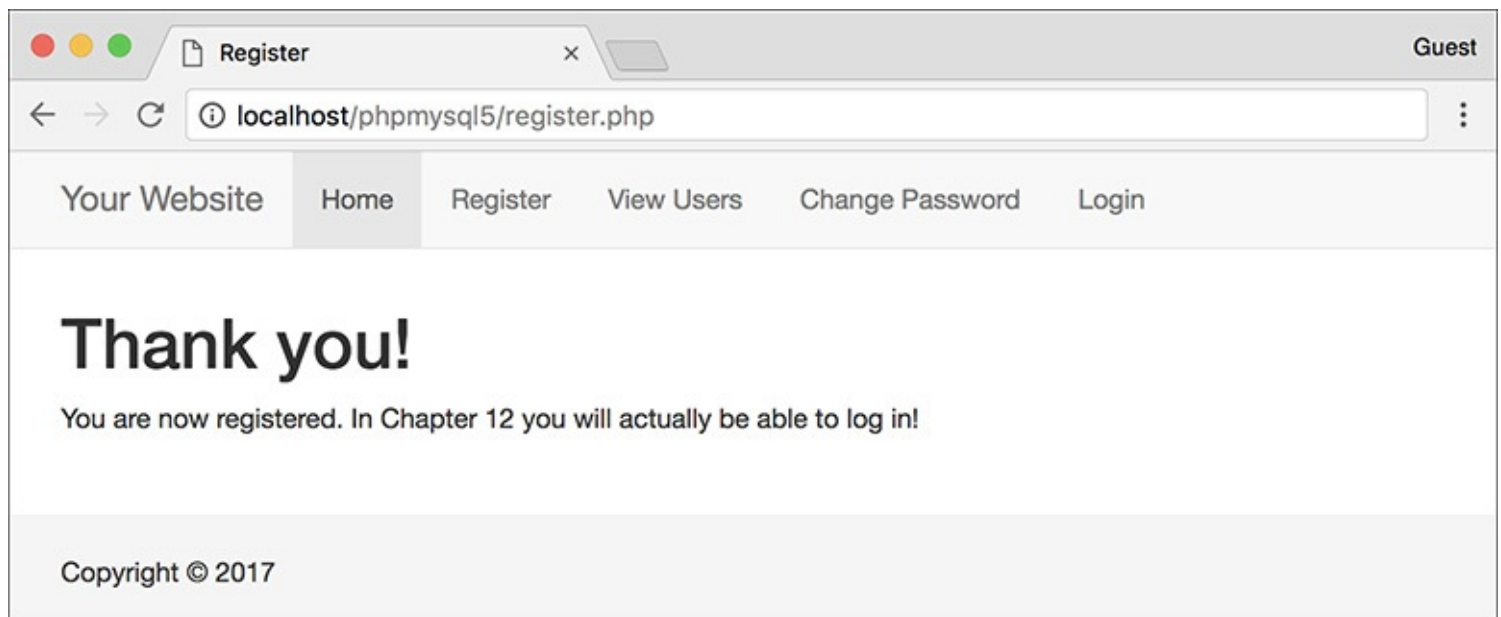 Register
Guest
localhost/phpmysql5/register.php
Your Website Home Register View Users Change Password Login
Thank you!
You are now registered. In Chapter 12 you will actually be able to log in!
Copyright © 2017